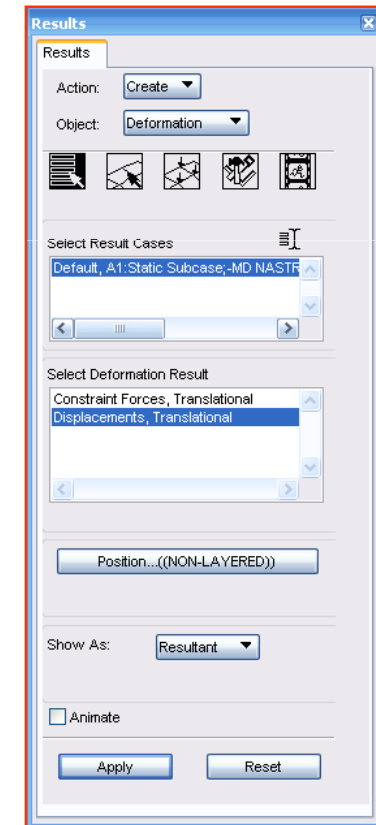 Results
Results
Action: Create
Object: Deformation
Select Result Cases
Default, A1:Static Subcase;-MD NASTR
Select Deformation Result
Constraint Forces, Translational
Displacements, Translational
Position...((NON-LAYERED))
Show As: Resultant
Animate
Apply Reset